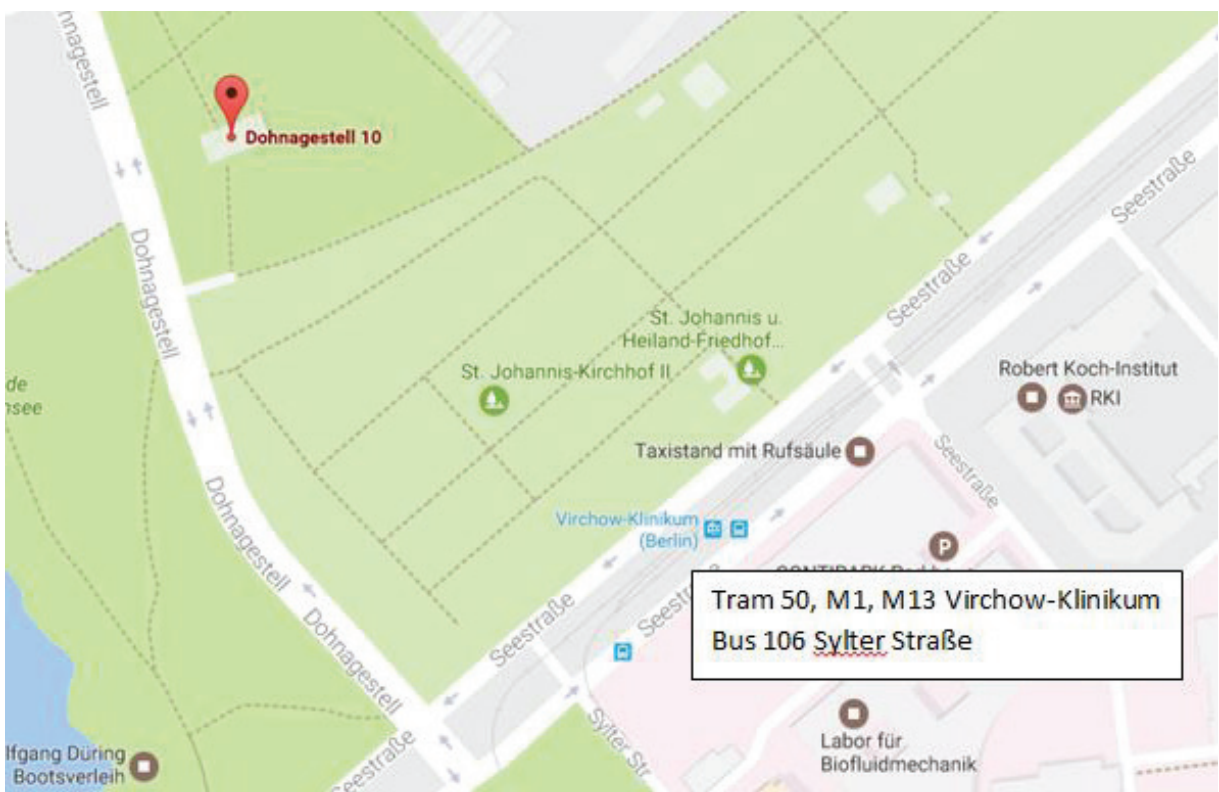 hnagestell
Dohnagestell 10
Dohnagestell
Seestraße
Seestraße
St. Johannis u.
Heiland-Friedhof...
St. Johannis-Kirchhof II
de
nsee
Robert Koch-Institut
RKI
Taxistand mit Rufsäule
Seestraße
Dohnagestell
Virchow-Klinikum
(Berlin)
P
Tram 50, M1, M13 Virchow-Klinikum
Bus 106 Sylter Straße
Seestr
Seestraße
Dohnagestell
Sylter Str.
Labor für
Biofluidmechanik
lfgang Düring
Bootsverleih
Seestraße